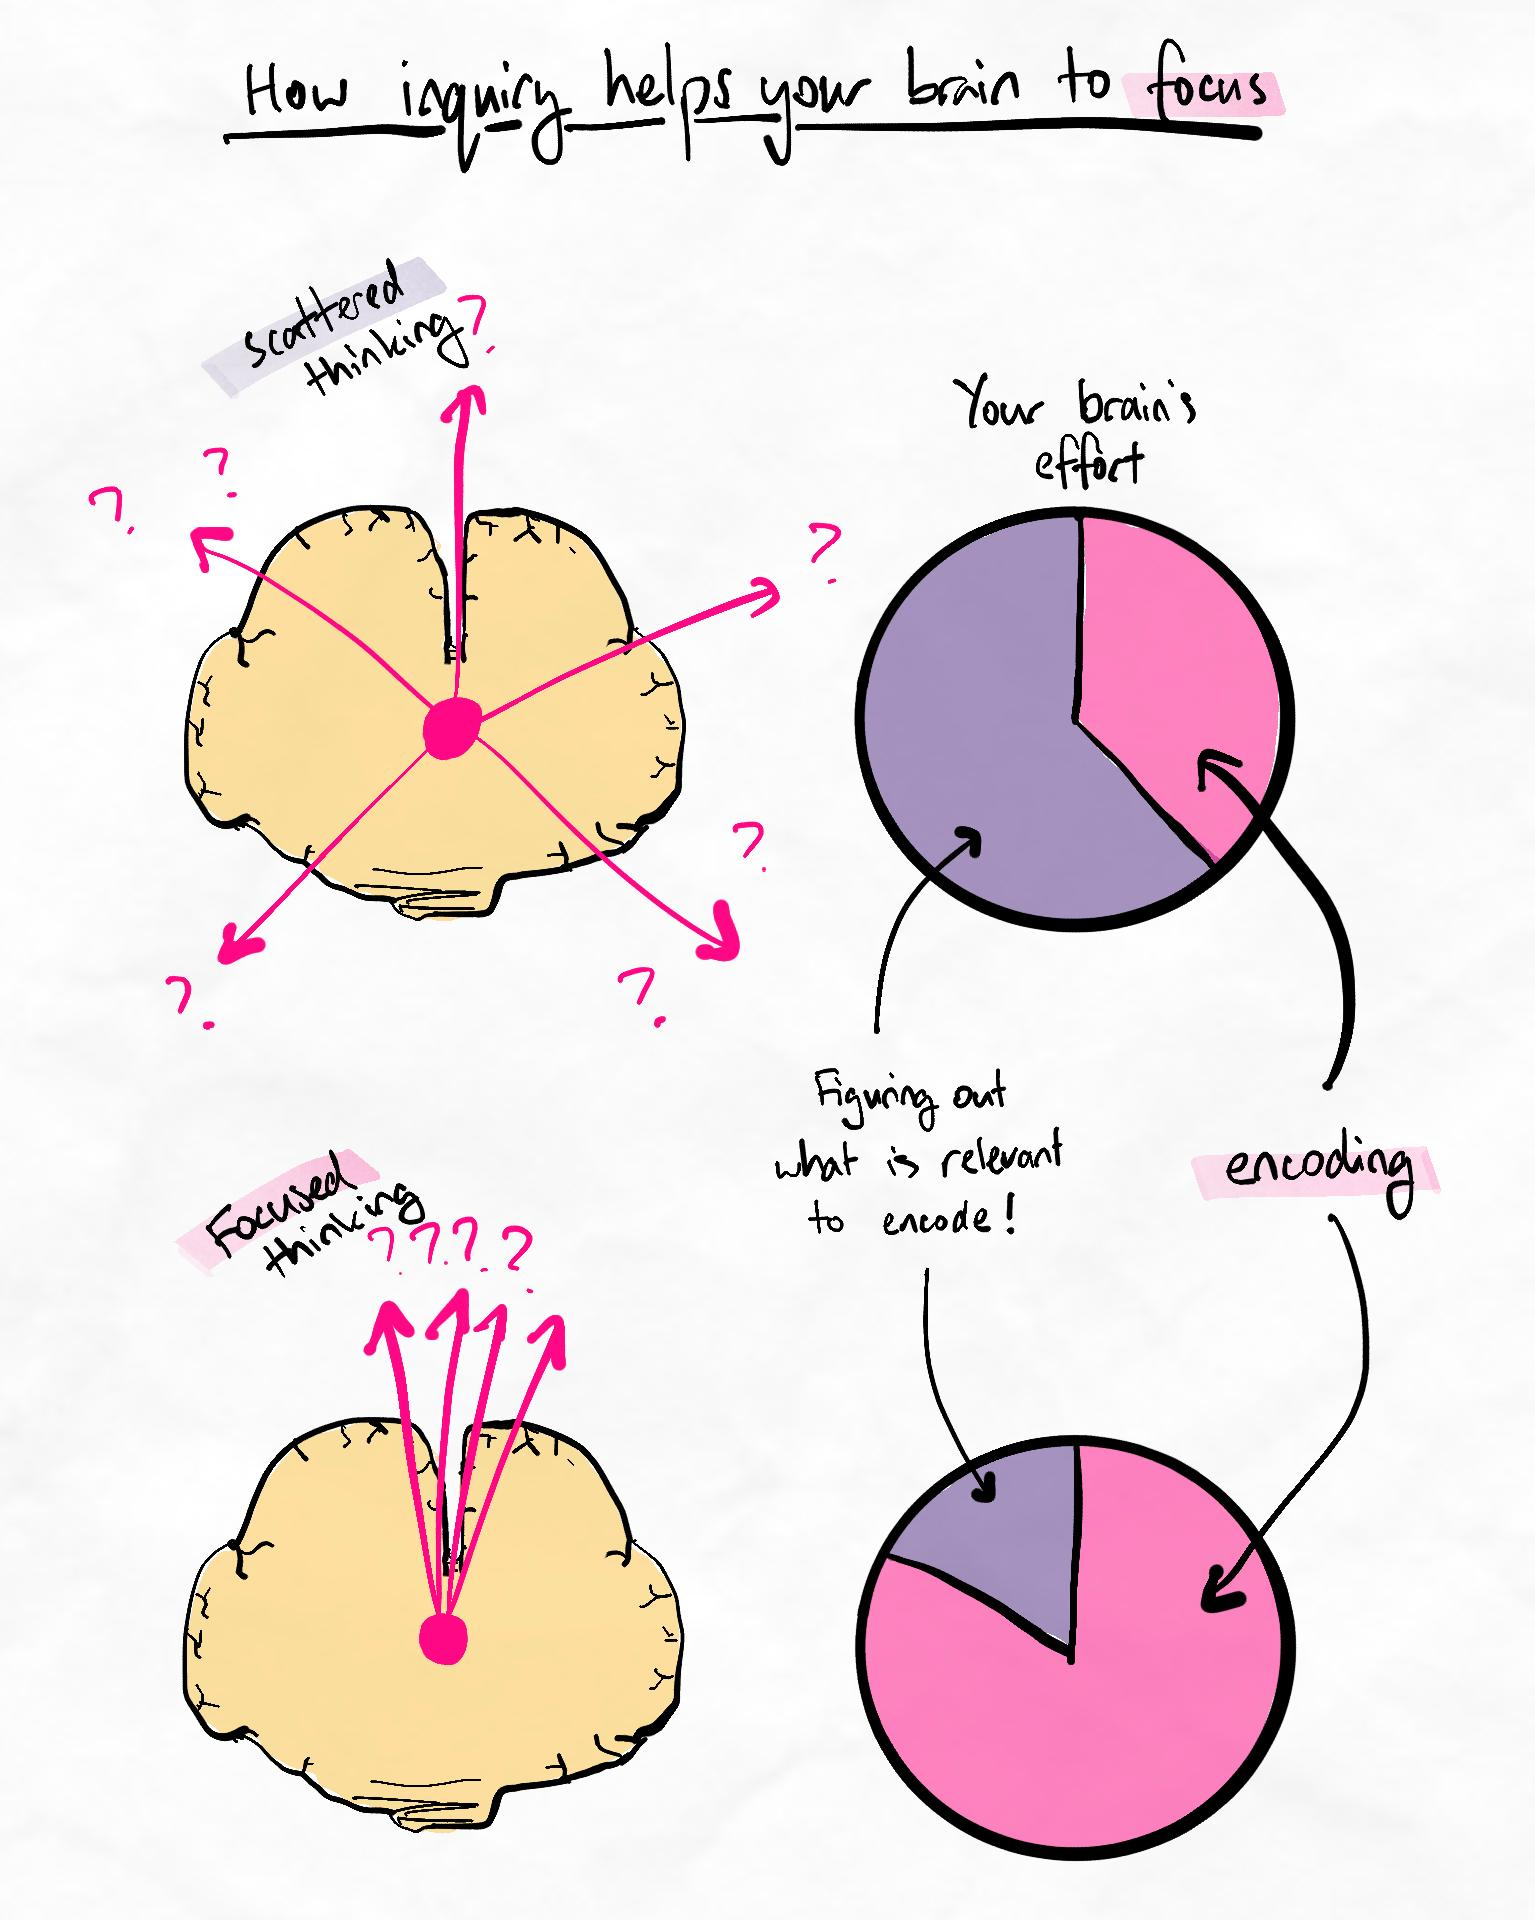 How inquiry helps your brain to focus
scattered
thinking
?
?
?
?
?
?
?
Your brain's
effort
Figuring out
what is relevant
to encode!
encoding
Focused
thinking
? ? ? ?